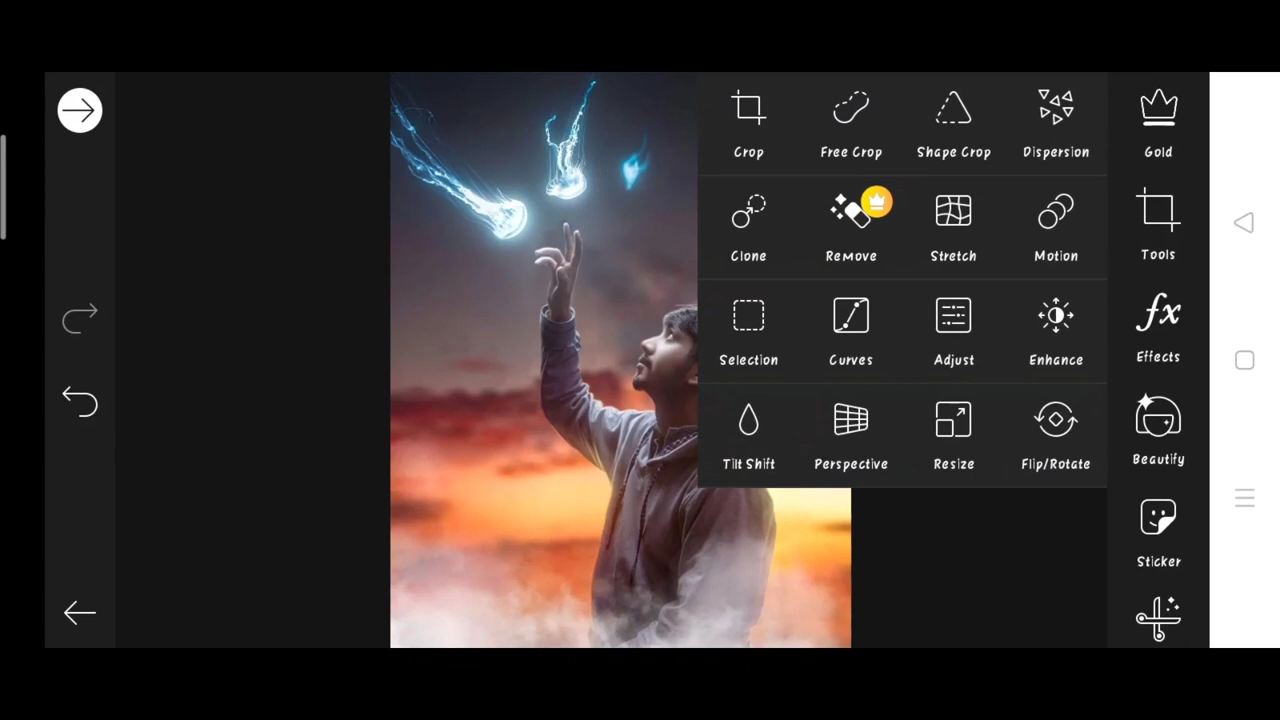 Crop Free Crop Shape Crop Dispersion
Clone Remove Stretch Motion
Selection Curves Adjust Enhance
Tilt Shift Perspective Resize Flip/Rotate
Gold
Tools
fx
Effects
Beautify
Sticker